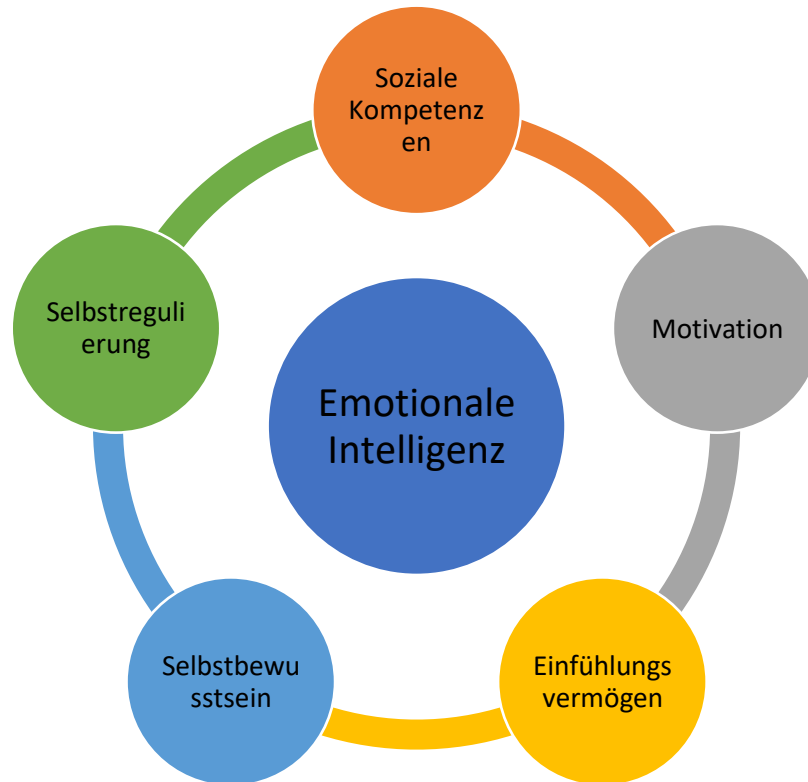 Soziale
Kompetenz
en
Motivation
Einfühlungs
vermögen
Selbstbewu
sstsein
Selbstreguli
erung
Emotionale
Intelligenz